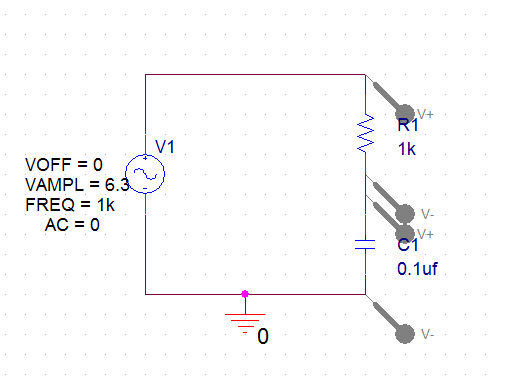 V1
VOFF = 0
VAMPL = 6.3
FREQ = 1k
AC = 0
V+
R1
1k
V-
V+
C1
0.1uf
V-
0